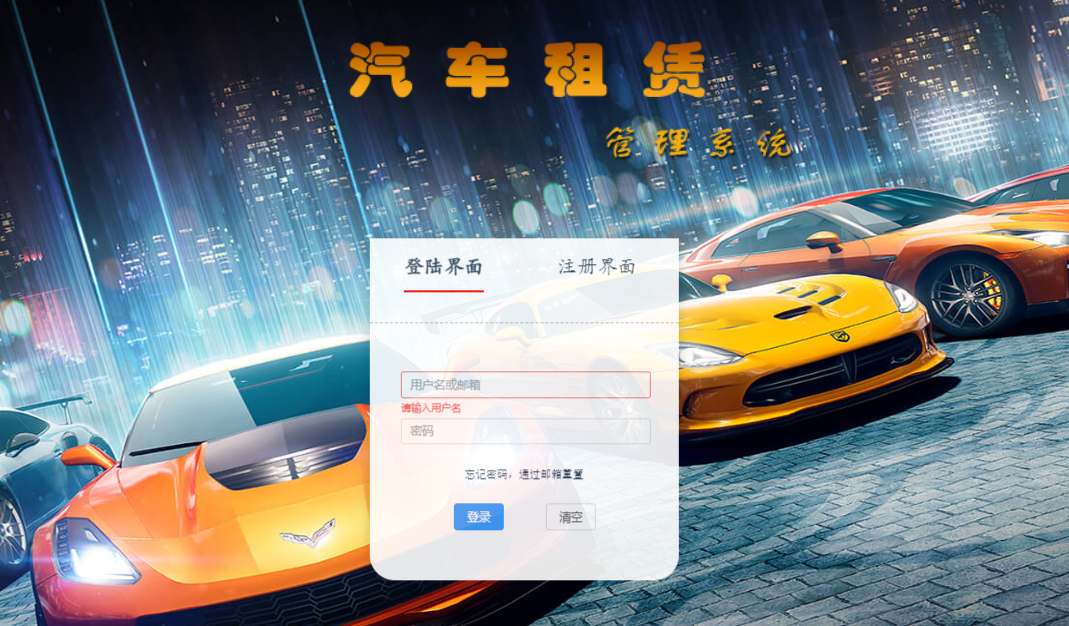 汽车租赁
管理系统
登陆界面 注册界面
用户名或邮箱
请输入用户名
密码
忘记密码，通过邮箱重置
登录 清空